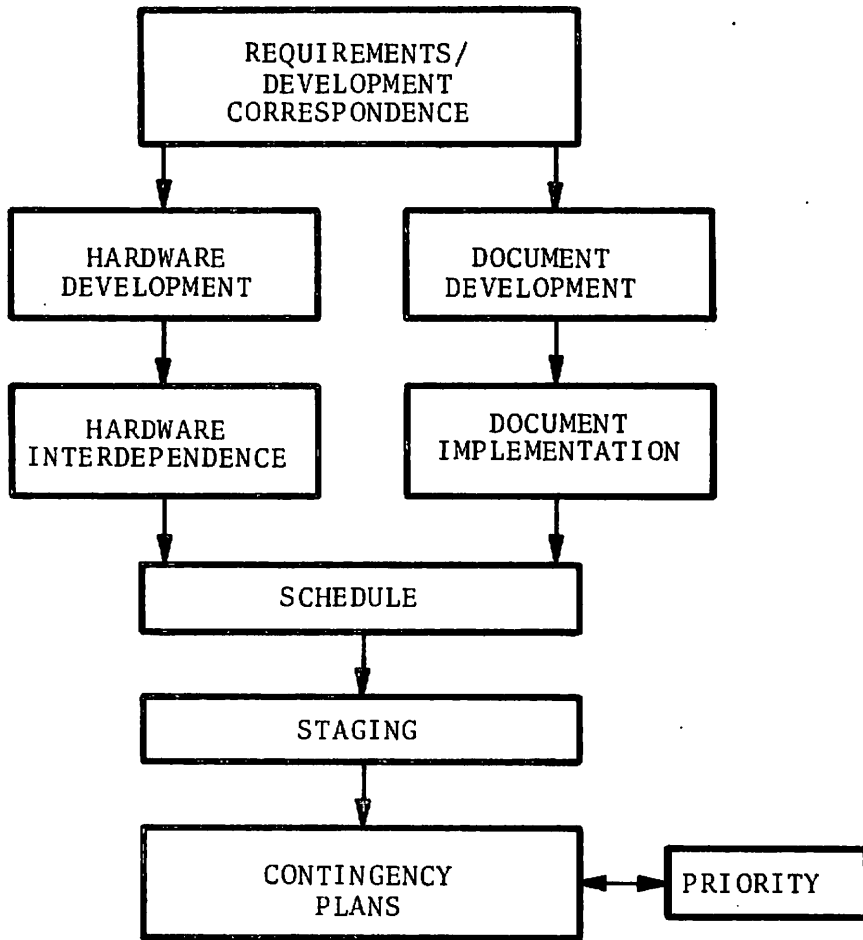 REQUIREMENTS/
DEVELOPMENT
CORRESPONDENCE
HARDWARE
DEVELOPMENT
DOCUMENT
DEVELOPMENT
HARDWARE
INTERDEPENDENCE
DOCUMENT
IMPLEMENTATION
SCHEDULE
STAGING
CONTINGENCY
PLANS
PRIORITY